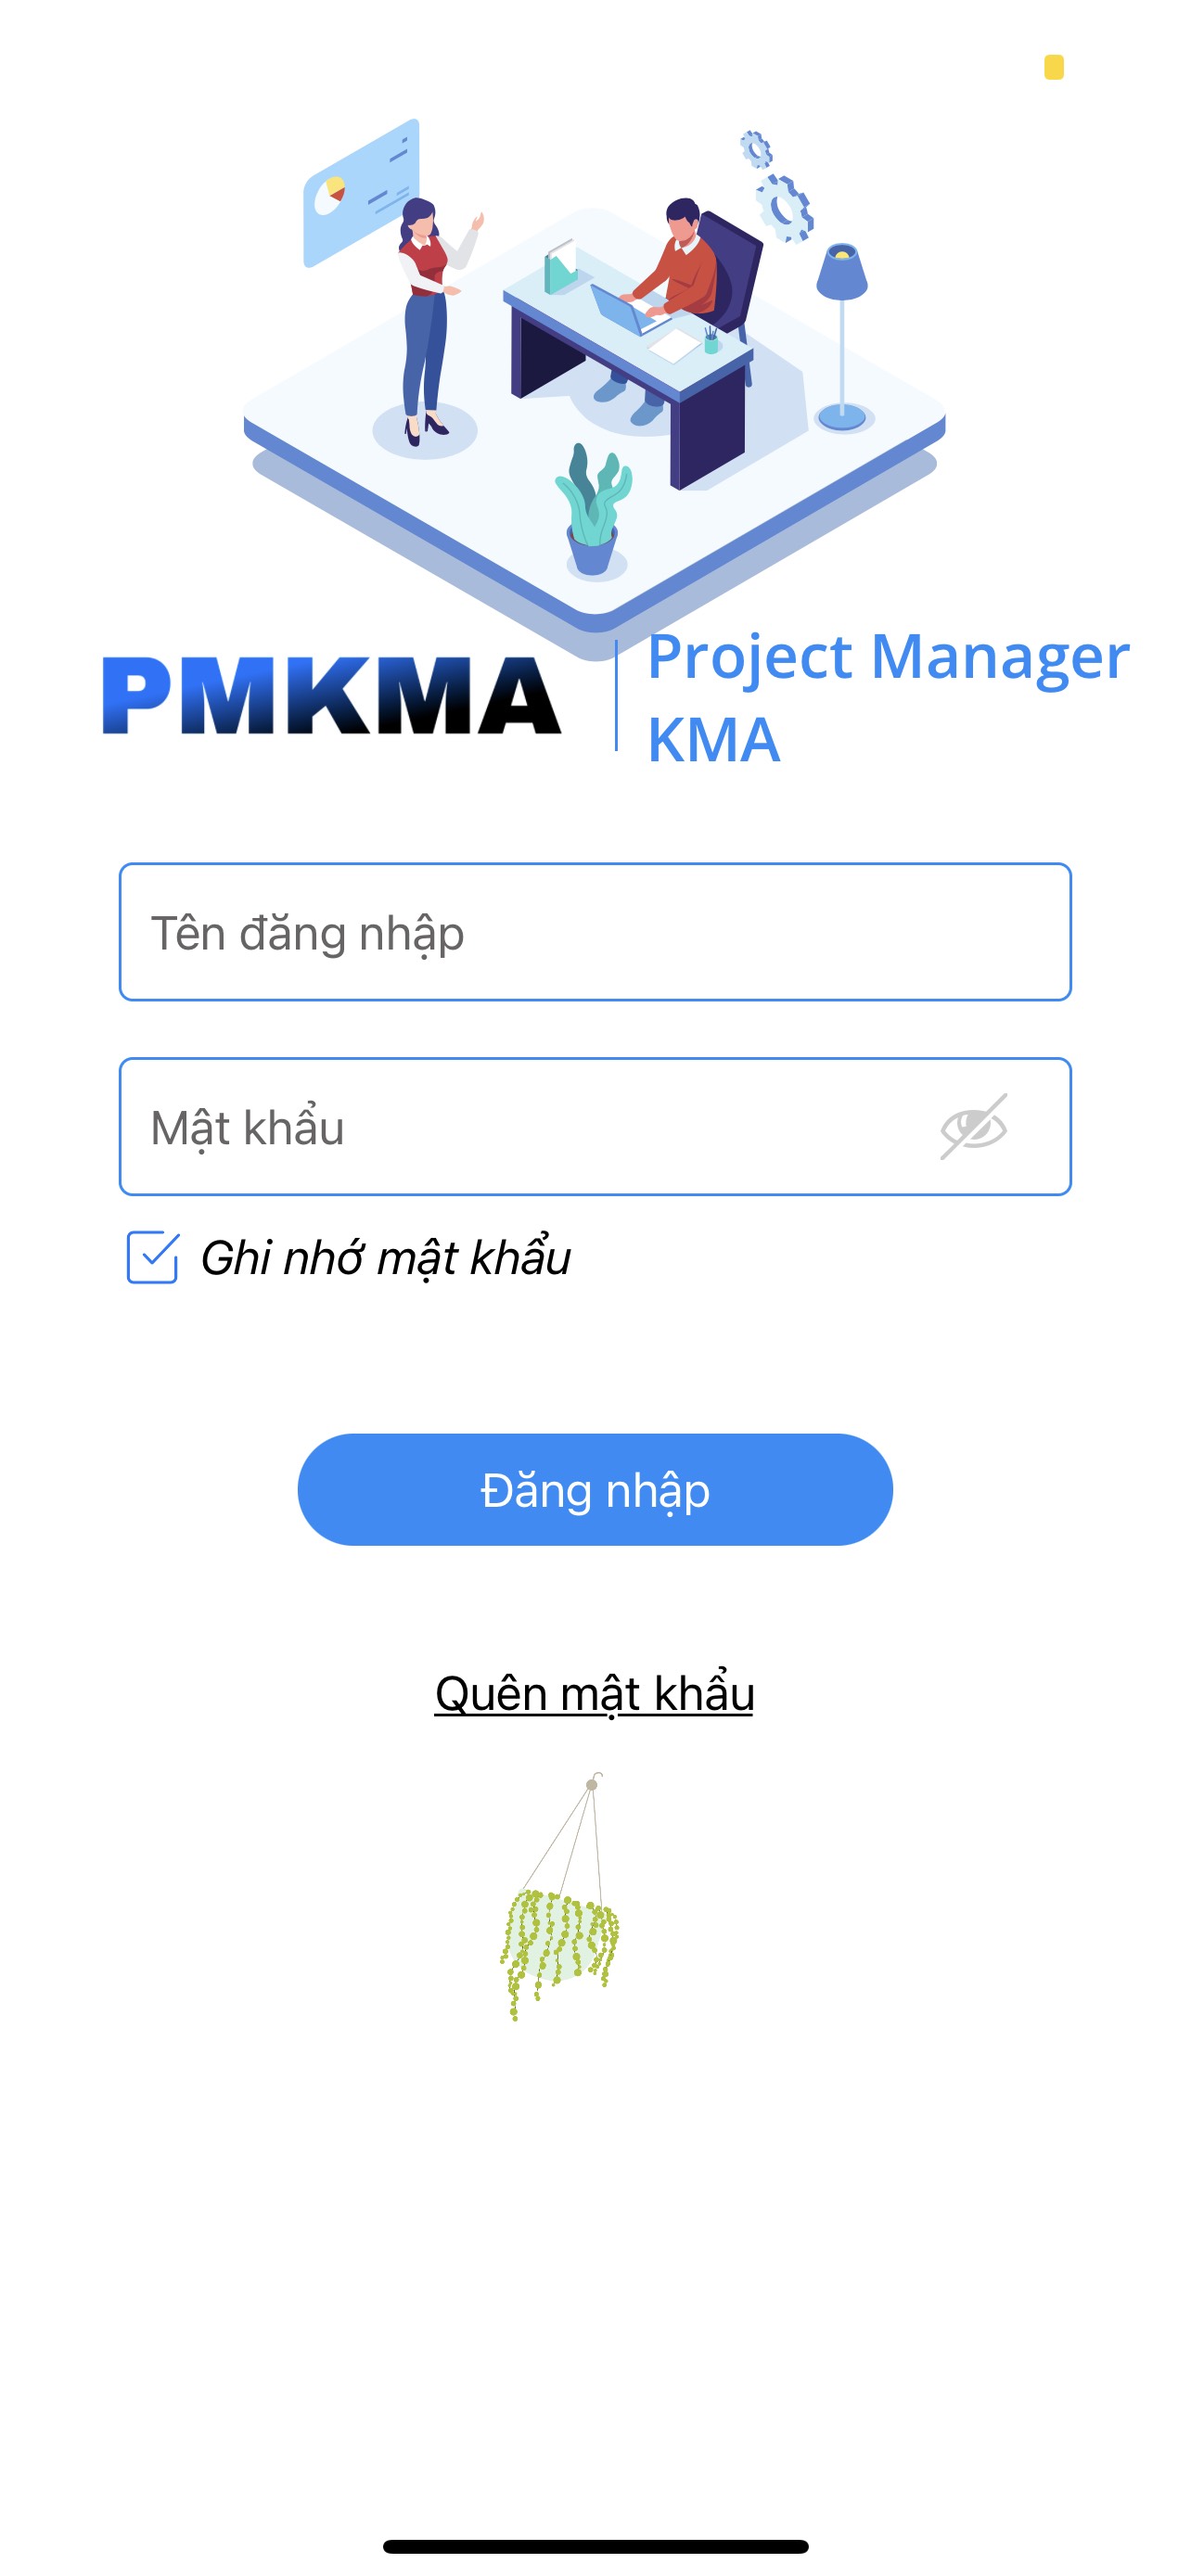 PMKMA
Project Manager
KMA
Tên đăng nhập
Mật khẩu
Ghi nhớ mật khẩu
Đăng nhập
Quên mật khẩu